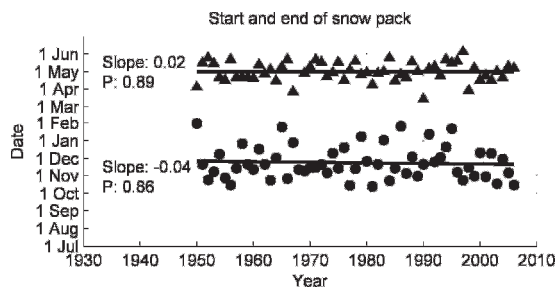 Start and end of snow pack
1 Jun
1 May
1 Apr
1 Mar
1 Feb
1 Jan
1 Dec
1 Nov
1 Oct
1 Sep
1 Aug
1 Jul
Date
Slope: 0.02
P: 0.89
Slope: -0.04
P: 0.86
1930 1940 1950 1960 1970 1980 1990 2000 2010
Year